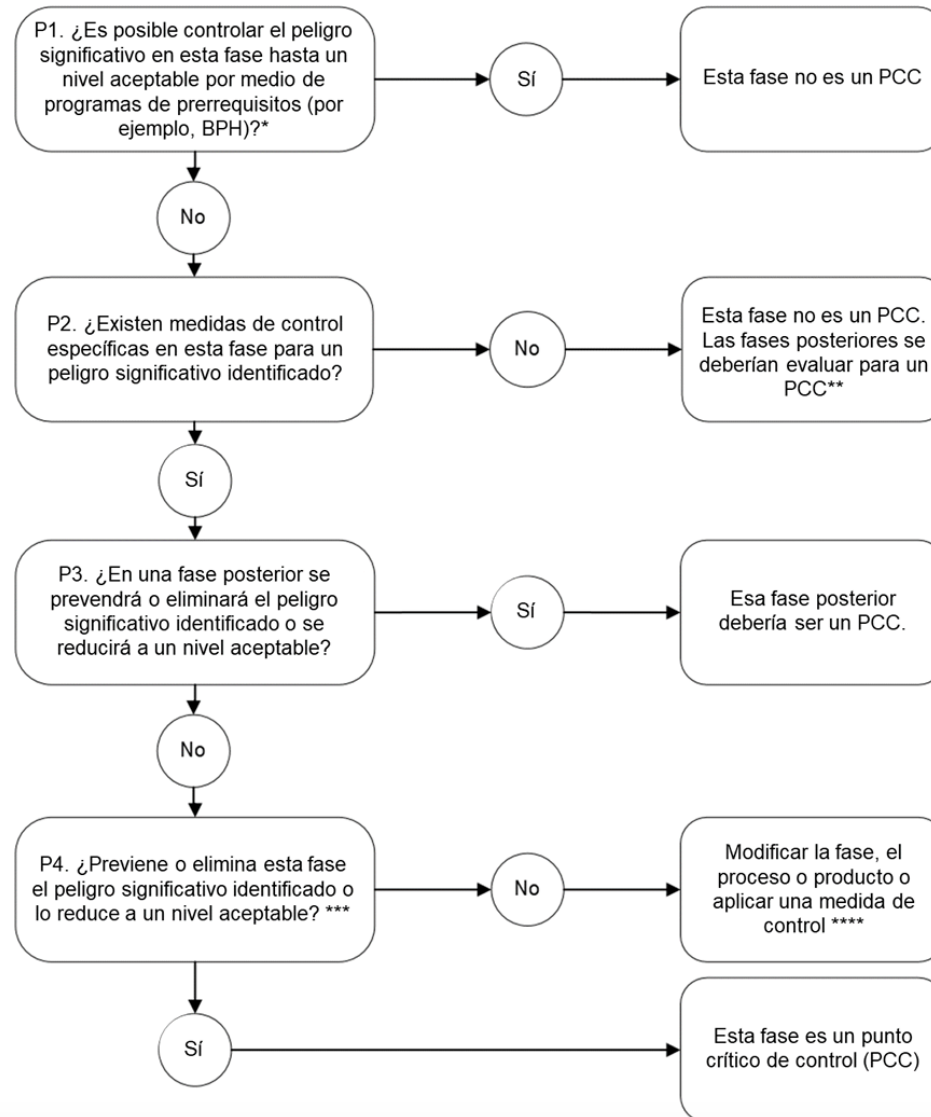 P1. ¿Es posible controlar el peligro
significativo en esta fase hasta un
nivel aceptable por medio de
programas de prerrequisitos (por
ejemplo, BPH)?*
Sí
Esta fase no es un PCC
No
P2. ¿Existen medidas de control
específicas en esta fase para un
peligro significativo identificado?
No
Esta fase no es un PCC.
Las fases posteriores se
deberían evaluar para un
PCC**
Sí
P3. ¿En una fase posterior se
prevendrá o eliminará el peligro
significativo identificado o se
reducirá a un nivel aceptable?
Sí
Esa fase posterior
debería ser un PCC.
No
P4. ¿Previene o elimina esta fase
el peligro significativo identificado o
lo reduce a un nivel aceptable? ***
No
Modificar la fase, el
proceso o producto o
aplicar una medida de
control ****
Sí
Esta fase es un punto
crítico de control (PCC)